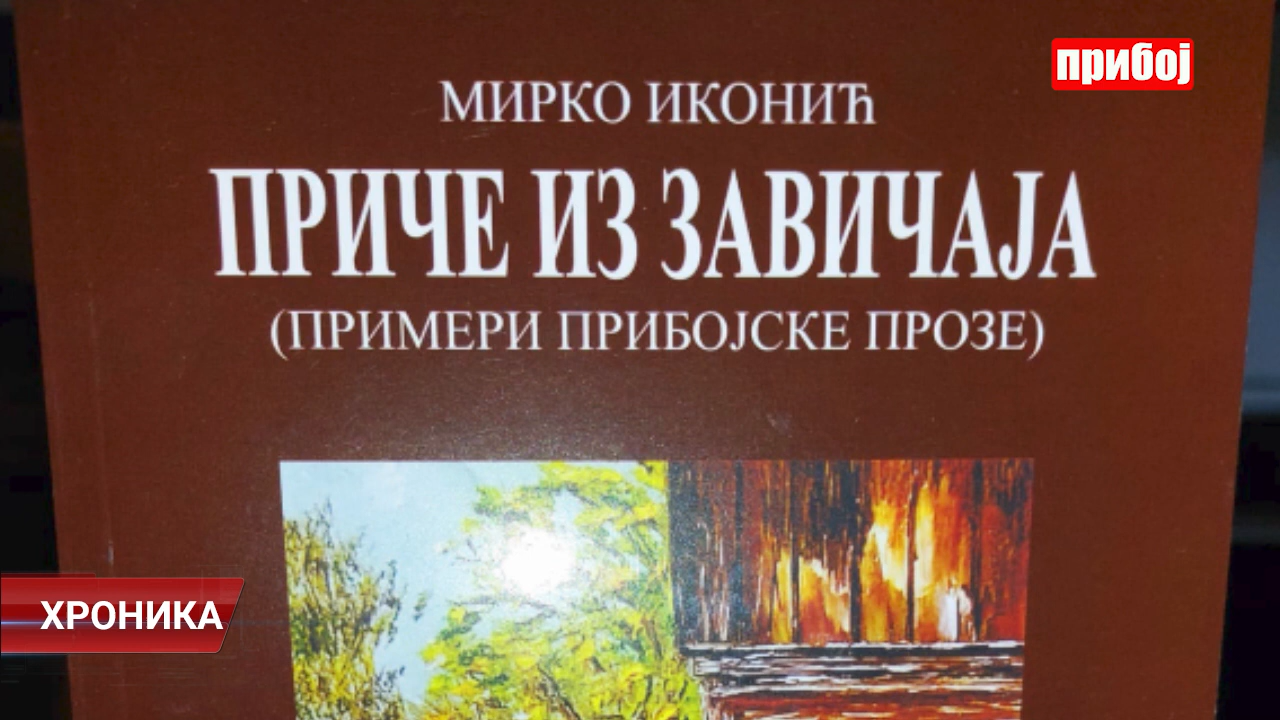 прибој
МИРКО ИКОНИЋ
ПРИЧЕ ИЗ ЗАВИЧАЈА
(ПРИМЕРИ ПРИБОЈСКЕ ПРОЗЕ)
ХРОНИКА